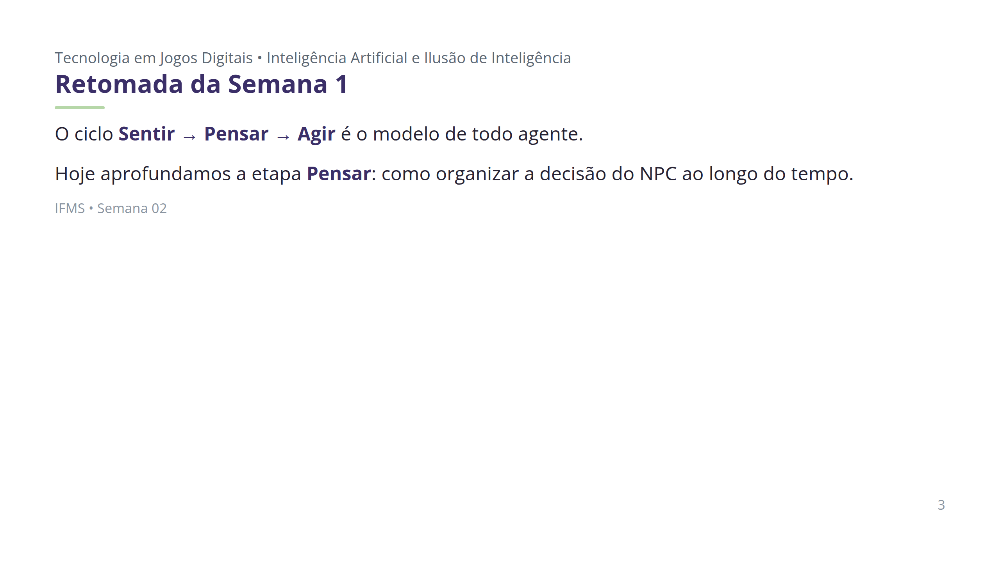 Tecnologia em Jogos Digitais • Inteligência Artificial e Ilusão de Inteligência
Retomada da Semana 1
O ciclo Sentir → Pensar → Agir é o modelo de todo agente.
Hoje aprofundamos a etapa Pensar: como organizar a decisão do NPC ao longo do tempo.
IFMS • Semana 02
3